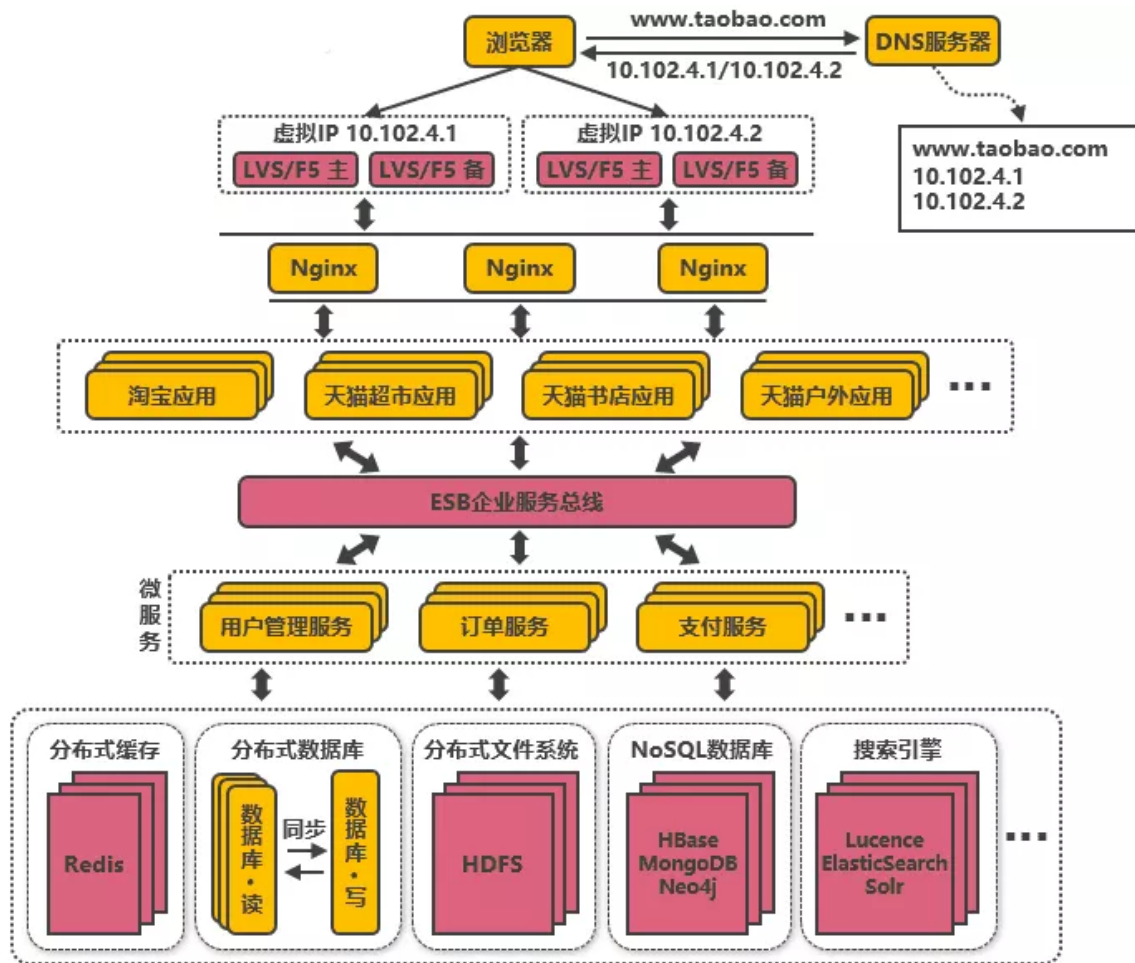 www.taobao.com
浏览器
DNS服务器
10.102.4.1/10.102.4.2
虚拟IP 10.102.4.1
虚拟IP 10.102.4.2
www.taobao.com
10.102.4.1
10.102.4.2
LVS/F5 主
LVS/F5 备
LVS/F5 主
LVS/F5 备
Nginx
Nginx
Nginx
淘宝应用
天猫超市应用
天猫书店应用
天猫户外应用
...
ESB企业服务总线
微服务
用户管理服务
订单服务
支付服务
...
分布式缓存
分布式数据库
分布式文件系统
NoSQL数据库
搜索引擎
Redis
数据库·读
同步
数据库·写
HDFS
HBase
MongoDB
Neo4j
Lucence
ElasticSearch
Solr
...